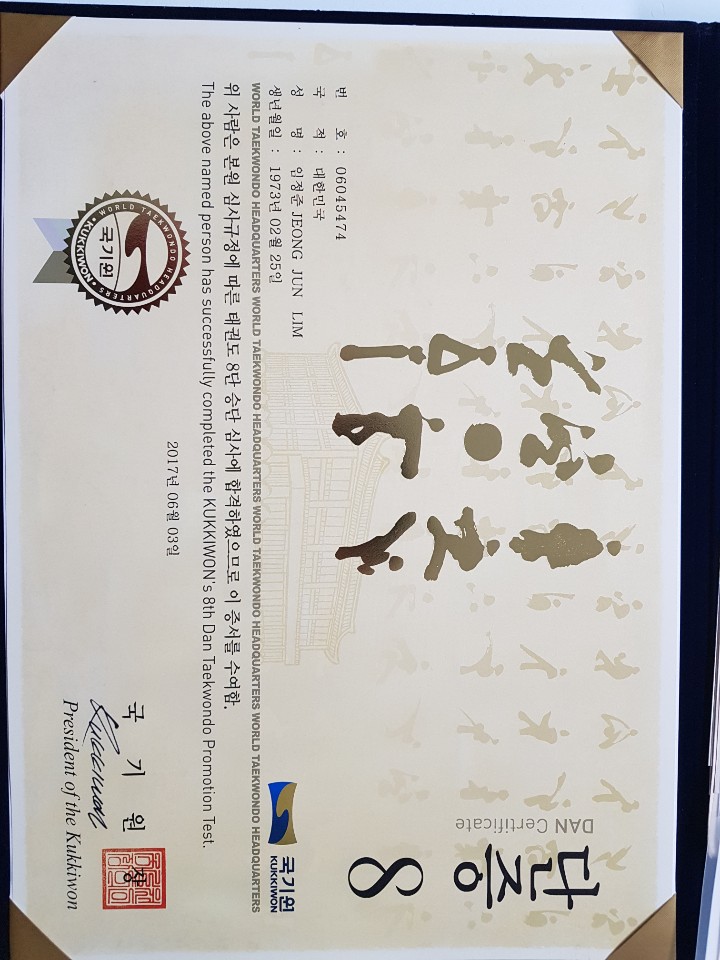 단증
8
DAN Certificate
번 호 : 06045474
국 적 : 대한민국
성 명 : 임정준 JEONG JUN LIM
생년월일 : 1973년 02월 25일
국기원
KUKKIWON
WORLD TAEKWONDO HEADQUARTERS WORLD TAEKWONDO HEADQUARTERS WORLD TAEKWONDO HEADQUARTERS WORLD TAEKWONDO HEADQUARTERS
위 사람은 본원 심사규정에 따른 태권도 8단 승단 심사에 합격하였으므로 이 증서를 수여함.
The above named person has successfully completed the KUKKIWON's 8th Dan Taekwondo Promotion Test.
2017년 06월 03일
WORLD TAEKWONDO HEADQUARTERS
국기원
KUKKIWON
국 기 원 장
Kukkiwon
President of the Kukkiwon